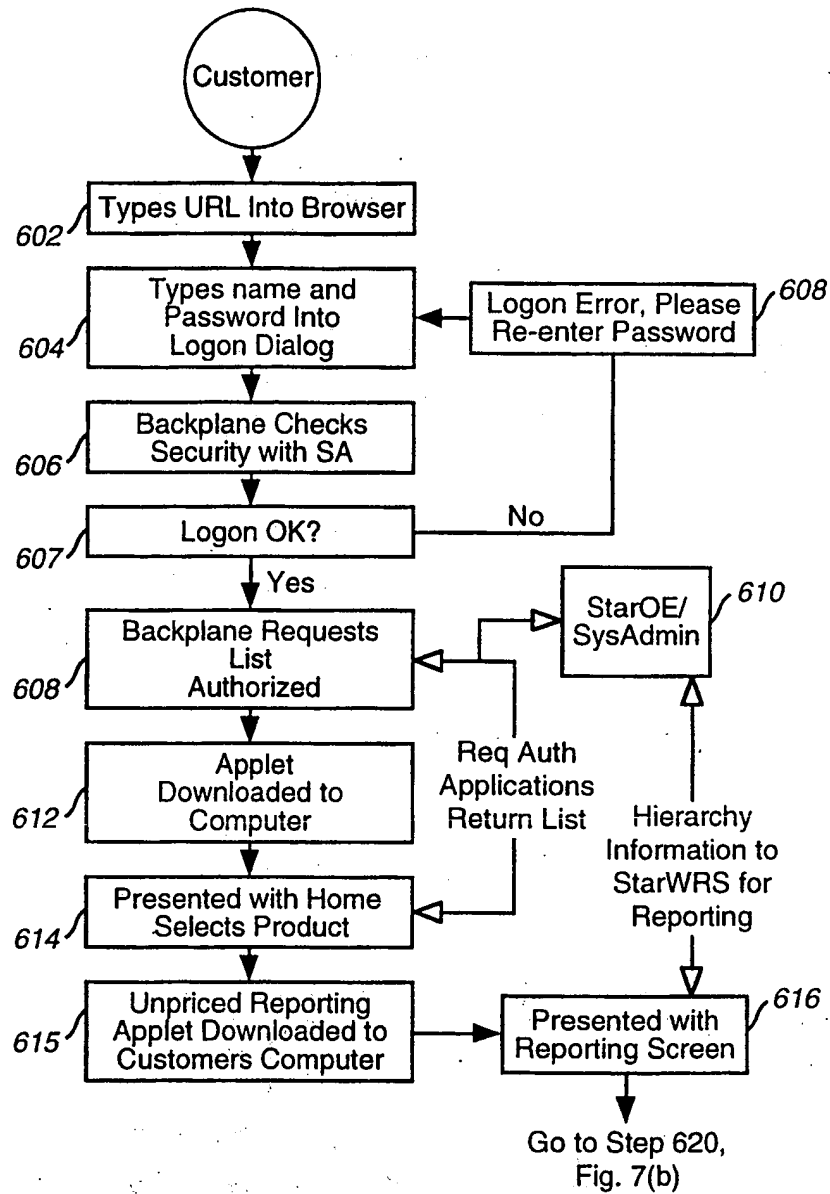 Customer
602
Types URL Into Browser
604
Types name and
Password Into
Logon Dialog
608
Logon Error, Please
Re-enter Password
606
Backplane Checks
Security with SA
607
Logon OK?
No
Yes
608
Backplane Requests
List
Authorized
610
StarOE/
SysAdmin
Req Auth
Applications
Return List
Hierarchy
Information to
StarWRS for
Reporting
612
Applet
Downloaded to
Computer
614
Presented with Home
Selects Product
615
Unpriced Reporting
Applet Downloaded to
Customers Computer
616
Presented with
Reporting Screen
Go to Step 620,
Fig. 7(b)